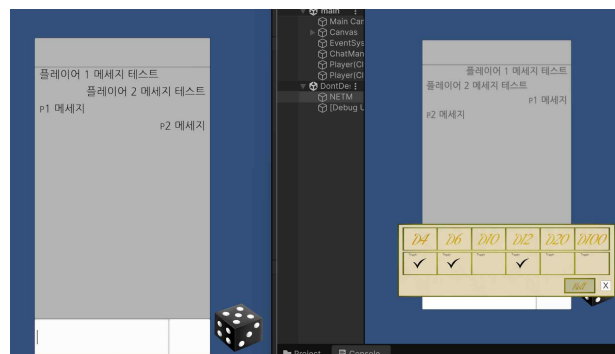 플레이어 1 메세지 테스트
플레이어 2 메세지 테스트
P1 메세지
P2 메세지
main
Main Car
Canvas
EventSys
ChatMan
Player(Cl
Player(Cl
DontDes
NETM
[Debug U
플레이어 1 메세지 테스트
플레이어 2 메세지 테스트
P1 메세지
P2 메세지
D4 D6 D10 D12 D20 D100
Roll X
Project Console